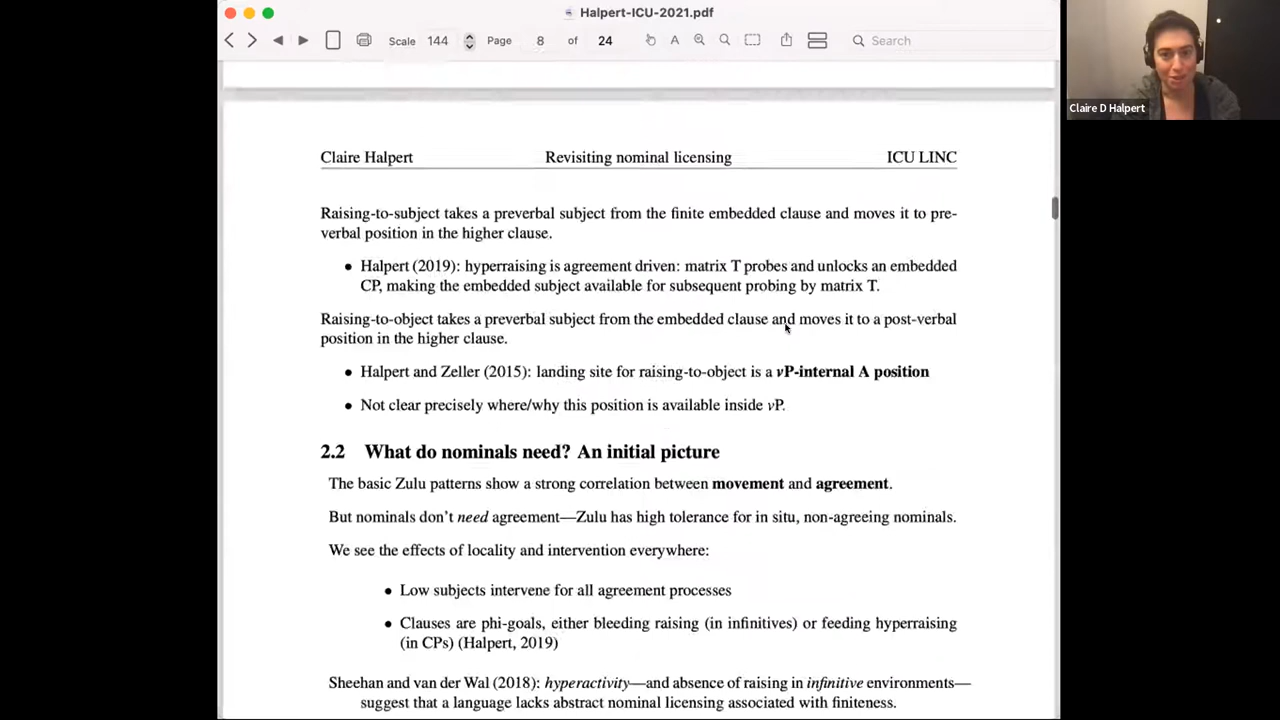 Halpert-ICU-2021.pdf
Scale 144 Page 8 of 24 A Search
Claire D Halpert
Claire Halpert Revisiting nominal licensing ICU LINC
Raising-to-subject takes a preverbal subject from the finite embedded clause and moves it to pre-
verbal position in the higher clause.
• Halpert (2019): hyperraising is agreement driven: matrix T probes and unlocks an embedded
CP, making the embedded subject available for subsequent probing by matrix T.
Raising-to-object takes a preverbal subject from the embedded clause and moves it to a post-verbal
position in the higher clause.
• Halpert and Zeller (2015): landing site for raising-to-object is a vP-internal A position
• Not clear precisely where/why this position is available inside vP.
2.2 What do nominals need? An initial picture
The basic Zulu patterns show a strong correlation between movement and agreement.
But nominals don't need agreement—Zulu has high tolerance for in situ, non-agreeing nominals.
We see the effects of locality and intervention everywhere:
• Low subjects intervene for all agreement processes
• Clauses are phi-goals, either bleeding raising (in infinitives) or feeding hyperraising
(in CPs) (Halpert, 2019)
Sheehan and van der Wal (2018): hyperactivity—and absence of raising in infinitive environments—
suggest that a language lacks abstract nominal licensing associated with finiteness.